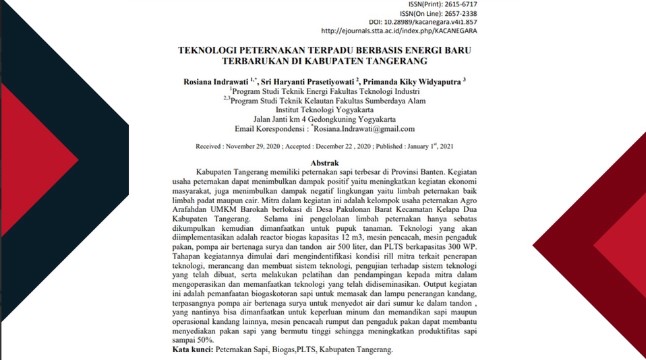 ISSN(Print): 2615-6717
ISSN(On Line): 2657-2338
DOI: 10.28989/kacanegara.v4i1.857
http://ejournals.stta.ac.id/index.php/KACANEGARA
TEKNOLOGI PETERNAKAN TERPADU BERBASIS ENERGI BARU
TERBARUKAN DI KABUPATEN TANGERANG
Rosiana Indrawati 1,*, Sri Haryanti Prasetiyowati 2, Primanda Kiky Widyaputra 3
1Program Studi Teknik Energi Fakultas Teknologi Industri
2,3Program Studi Teknik Kelautan Fakultas Sumberdaya Alam
Institut Teknologi Yogyakarta
Jalan Janti km 4 Gedongkuning Yogyakarta
Email Korespondensi : *Rosiana.Indrawati@gmail.com
Received : November 29, 2020 ; Accepted : December 22 , 2020 ; Published : January 1st, 2021
Abstrak
Kabupaten Tangerang memiliki peternakan sapi terbesar di Provinsi Banten. Kegiatan
usaha peternakan dapat menimbulkan dampak positif yaitu meningkatkan kegiatan ekonomi
masyarakat, juga menimbulkan dampak negatif lingkungan yaitu limbah peternakan baik
limbah padat maupun cair. Mitra dalam kegiatan ini adalah kelompok usaha peternakan Agro
Arafahdan UMKM Barokah berlokasi di Desa Pakulonan Barat Kecamatan Kelapa Dua
Kabupaten Tangerang. Selama ini pengelolaan limbah peternakan hanya sebatas
dikumpulkan kemudian dimanfaatkan untuk pupuk tanaman. Teknologi yang akan
diimplementasikan adalah reactor biogas kapasitas 12 m3, mesin pencacah, mesin pengaduk
pakan, pompa air bertenaga surya dan tandon air 500 liter, dan PLTS berkapasitas 300 WP.
Tahapan kegiatannya dimulai dari mengidentifikasi kondisi rill mitra terkait penerapan
teknologi, merancang dan membuat sistem teknologi, pengujian terhadap sistem teknologi
yang telah dibuat, serta melakukan pelatihan dan pendampingan kepada mitra dalam
mengoperasikan dan memanfaatkan teknologi yang telah didiseminasikan. Output kegiatan
ini adalah pemanfaatan biogaskotoran sapi untuk memasak dan lampu penerangan kandang,
terpasangnya pompa air bertenaga surya untuk menyedot air dari sumur ke dalam tandon ,
yang nantinya bisa dimanfaatkan untuk keperluan minum dan memandikan sapi maupun
operasional kandang lainnya, mesin pencacah rumput dan pengaduk pakan dapat membantu
menyediakan pakan sapi yang bermutu tinggi sehingga meningkatkan produktifitas sapi
sampai 50%.
Kata kunci: Peternakan Sapi, Biogas,PLTS, Kabupaten Tangerang.